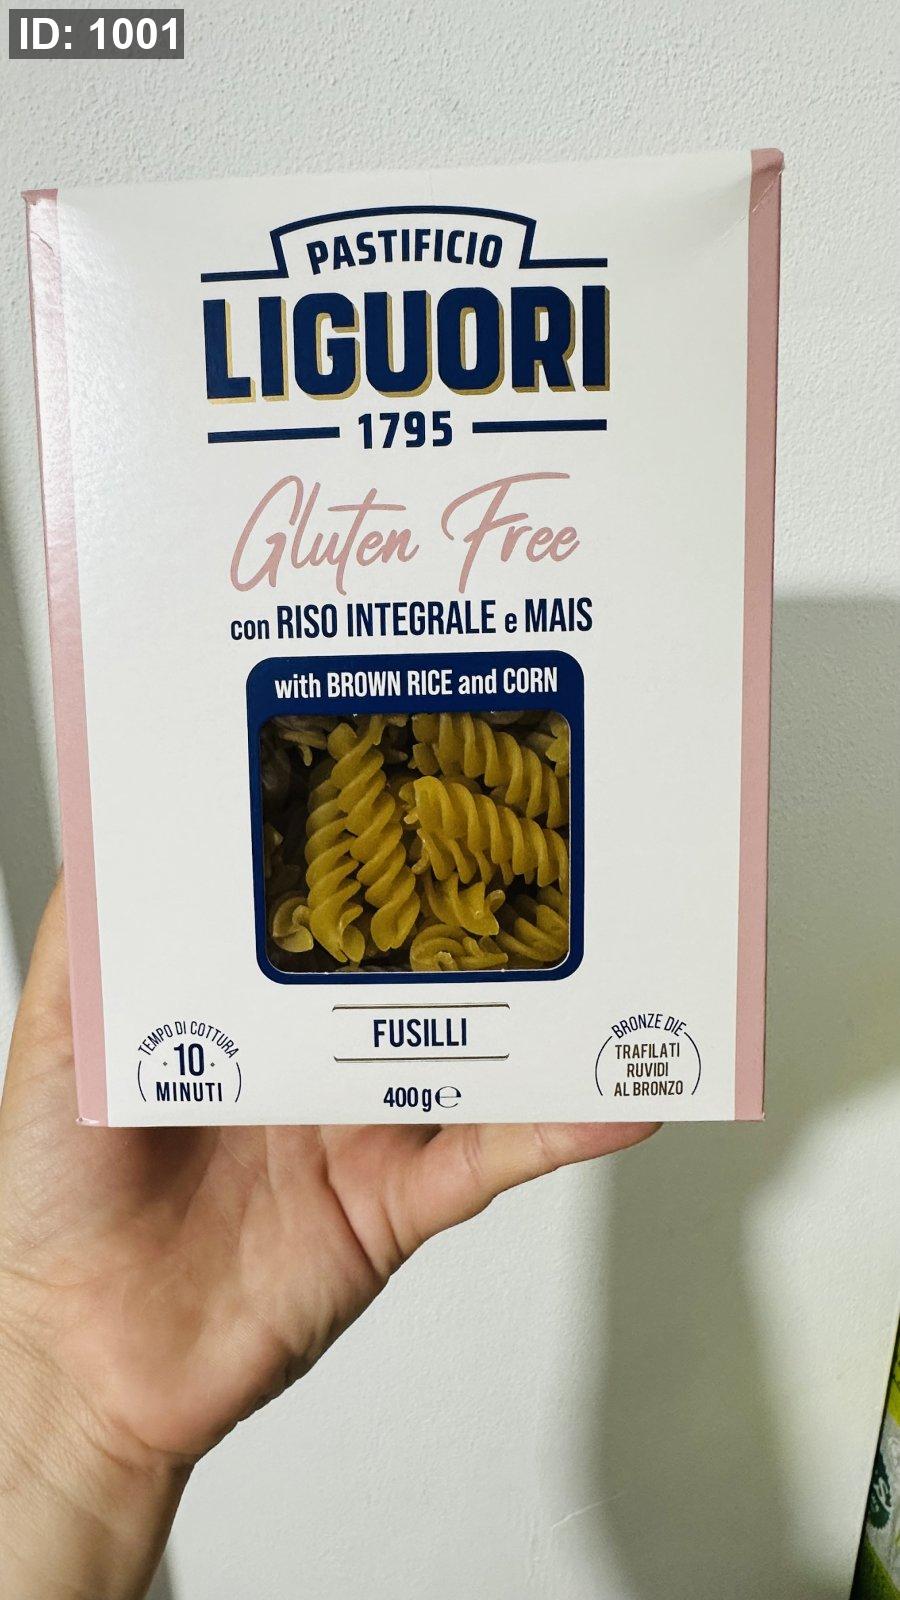 ID: 1001
PASTIFICIO
LIGUORI
1795
Gluten Free
con RISO INTEGRALE e MAIS
with BROWN RICE and CORN
FUSILLI
400 g ℮
TEMPO DI COTTURA
· 10 ·
MINUTI
BRONZE DIE
TRAFILATI
RUVIDI
AL BRONZO